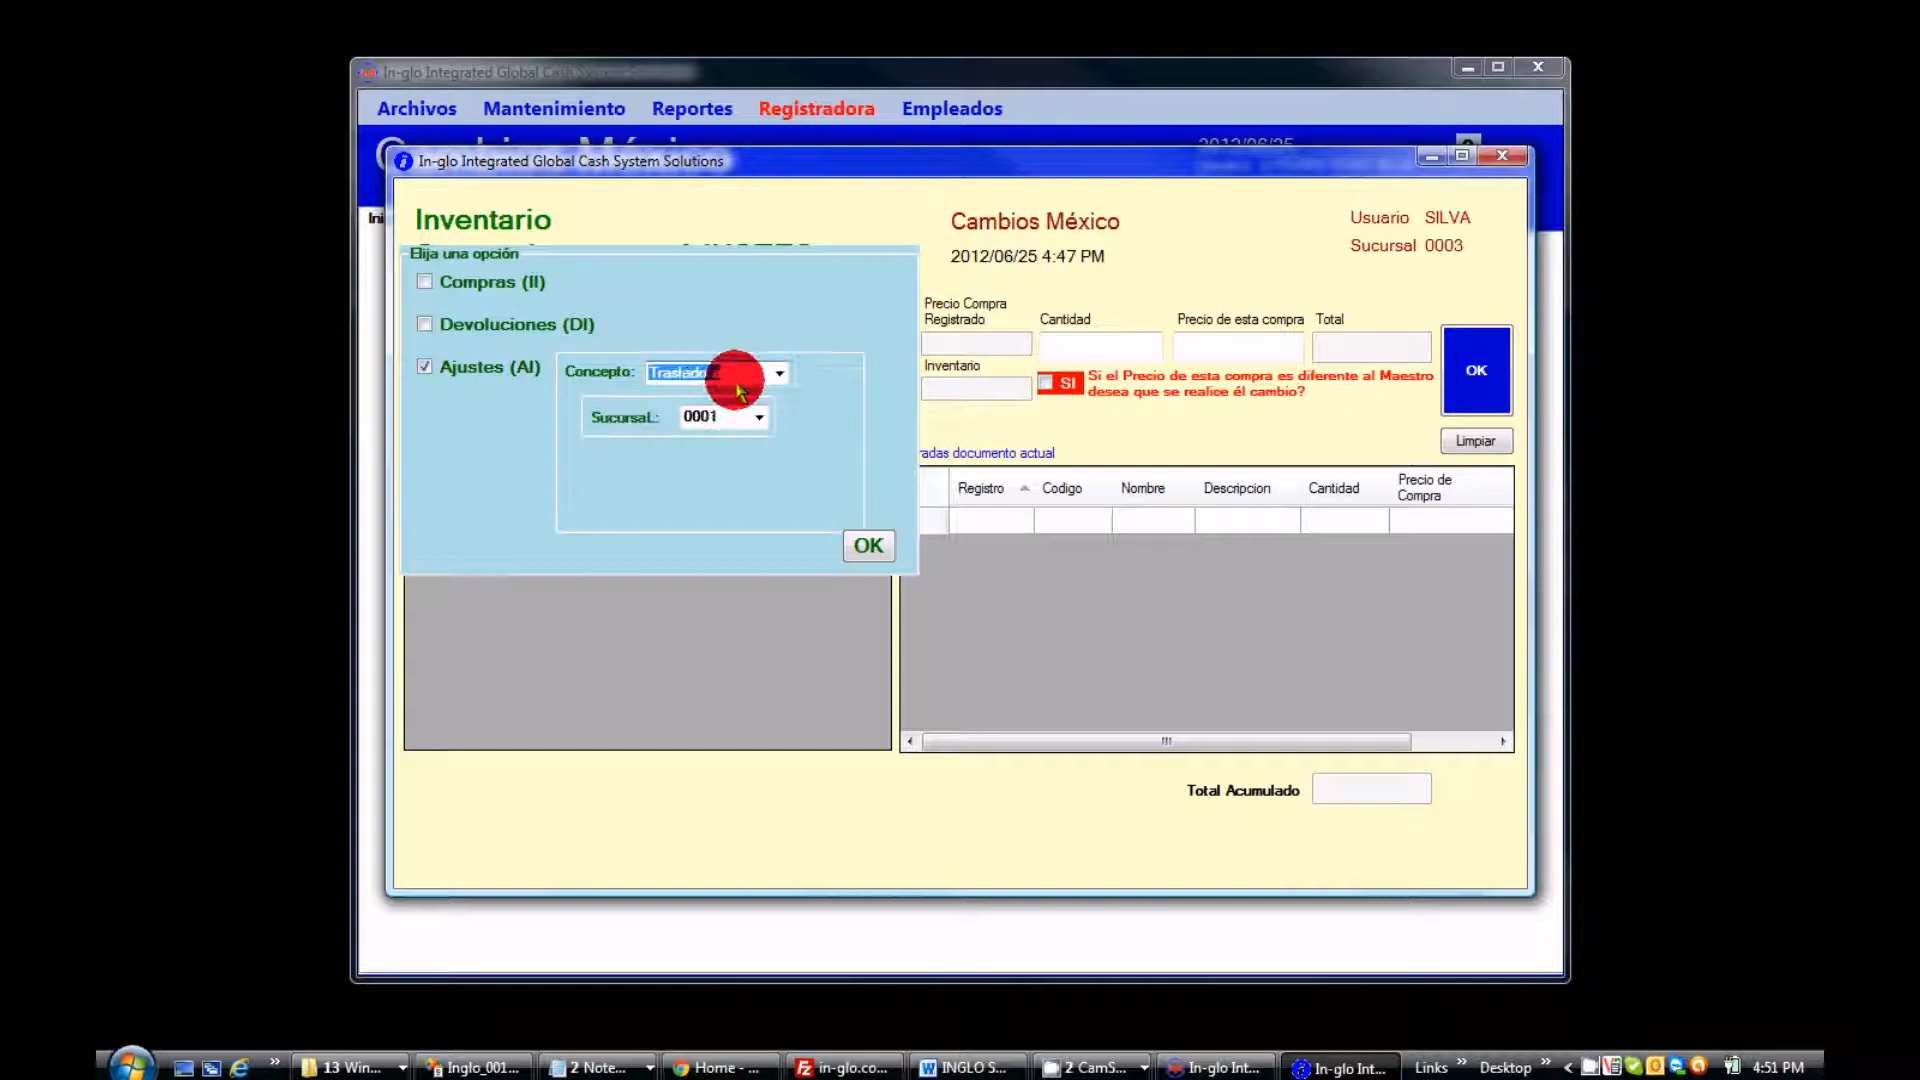 In-glo Integrated Global Cash
Archivos Mantenimiento Reportes Registradora Empleados
2012/06/25
In-glo Integrated Global Cash System Solutions
Inventario
Cambios México
2012/06/25 4:47 PM
Usuario SILVA
Sucursal 0003
Elija una opción
Compras (II)
Devoluciones (DI)
Ajustes (AI)
Concepto:
Sucursal.: 0001
OK
Precio Compra
Registrado
Cantidad
Precio de esta compra
Total
Inventario
SI
Si el Precio de esta compra es diferente al Maestro
desea que se realice él cambio?
OK
Limpiar
documento actual
Registro Codigo Nombre Descripcion Cantidad Precio de
Compra
Total Acumulado
13 Win... Inglo_001... 2 Note... Home - ... in-glo.co... INGLO S... 2 CamS... In-glo Int... In-glo Int... Links Desktop 4:51 PM